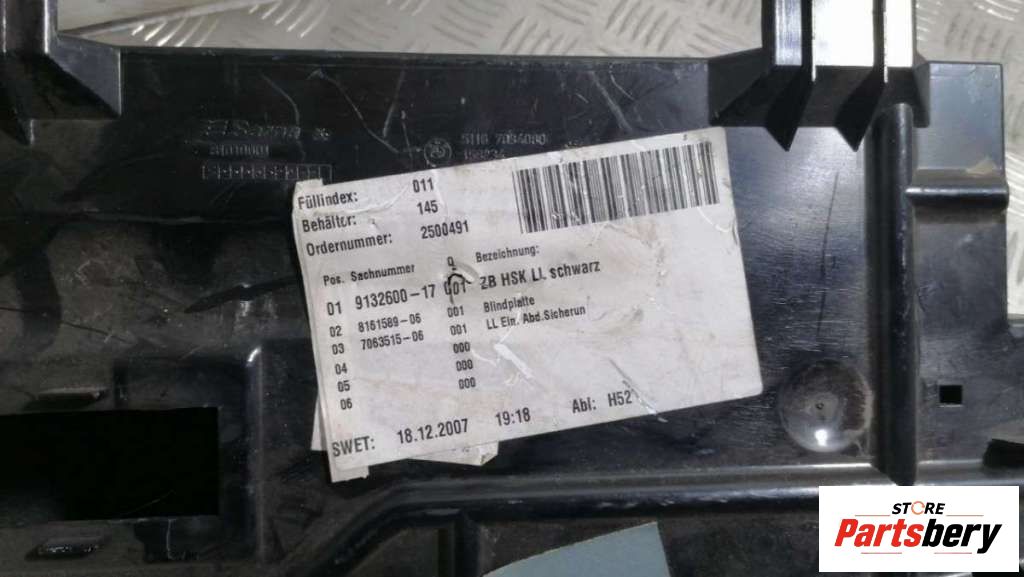 5116
Füllindex: 011
Behälter: 145
Ordernummer: 2500491
Pos. Sachnummer Q Bezeichnung:
01 9132600-17 001 ZB HSK LL schwarz
02 8161589-06 001 Blindplatte
03 7063515-06 001 LL Ein. Abd.Sicherun
04 000
05 000
06 000
SWET: 18.12.2007 19:18 Abl: H52
STORE
Partsbery